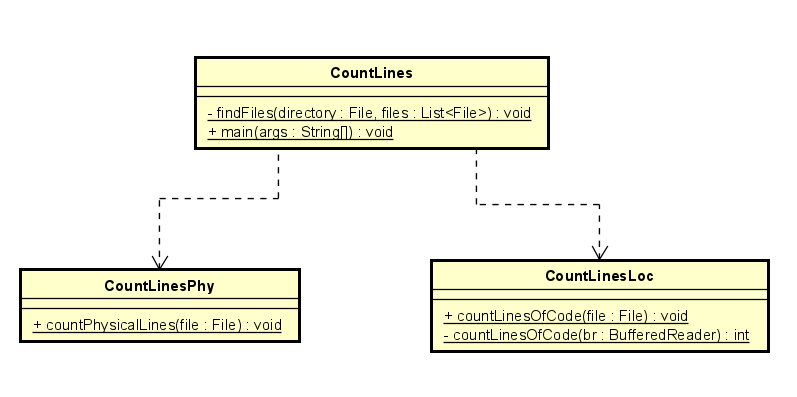 CountLines
- findFiles(directory : File, files : List<File>) : void
+ main(args : String[]) : void
CountLinesPhy
+ countPhysicalLines(file : File) : void
CountLinesLoc
+ countLinesOfCode(file : File) : void
- countLinesOfCode(br : BufferedReader) : int